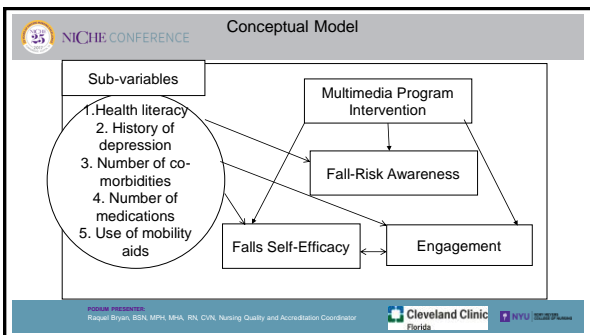 Conceptual Model
NICHE
25
NICHE CONFERENCE
Sub-variables
1.Health literacy
2. History of
depression
3. Number of co-
morbidities
4. Number of
medications
5. Use of mobility
aids
Multimedia Program
Intervention
Fall-Risk Awareness
Falls Self-Efficacy
Engagement
PODIUM PRESENTER:
Raquel Bryan, BSN, MPH, MHA, RN, CVN, Nursing Quality and Accreditation Coordinator
Cleveland Clinic
Florida
NYU